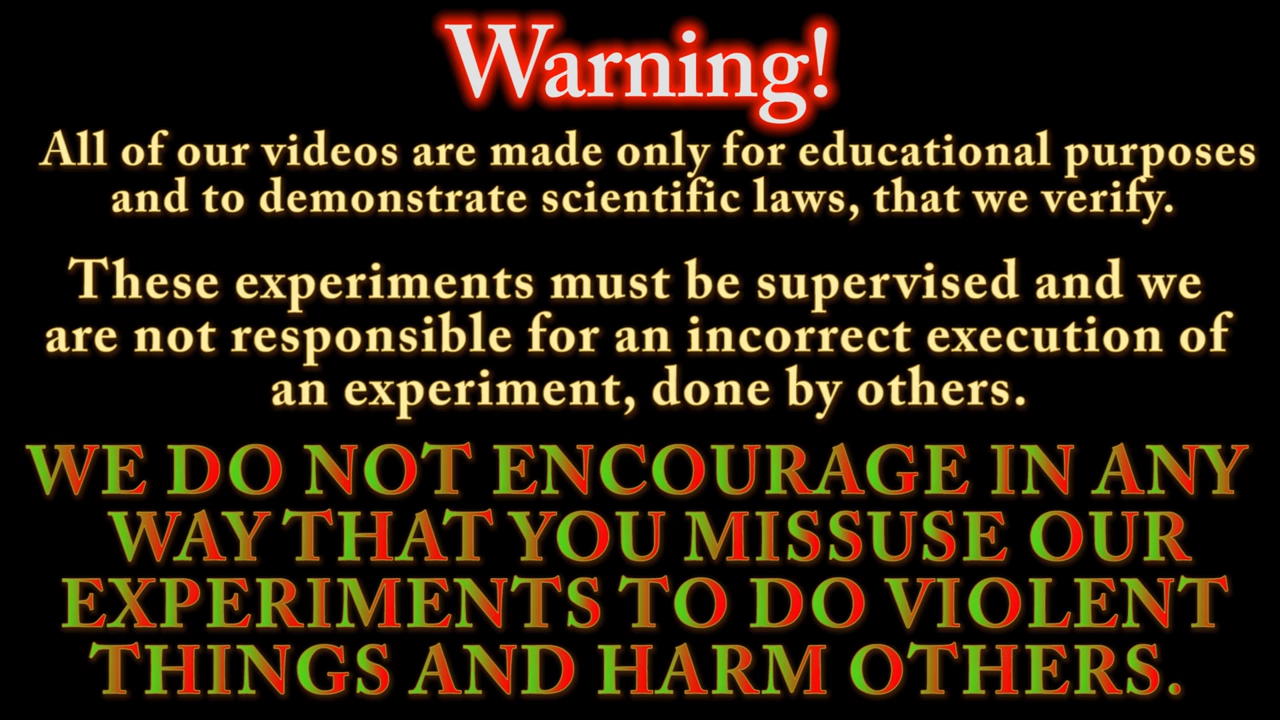 Warning!
All of our videos are made only for educational purposes
and to demonstrate scientific laws, that we verify.
These experiments must be supervised and we
are not responsible for an incorrect execution of
an experiment, done by others.
WE DO NOT ENCOURAGE IN ANY
WAY THAT YOU MISSUSE OUR
EXPERIMENTS TO DO VIOLENT
THINGS AND HARM OTHERS.